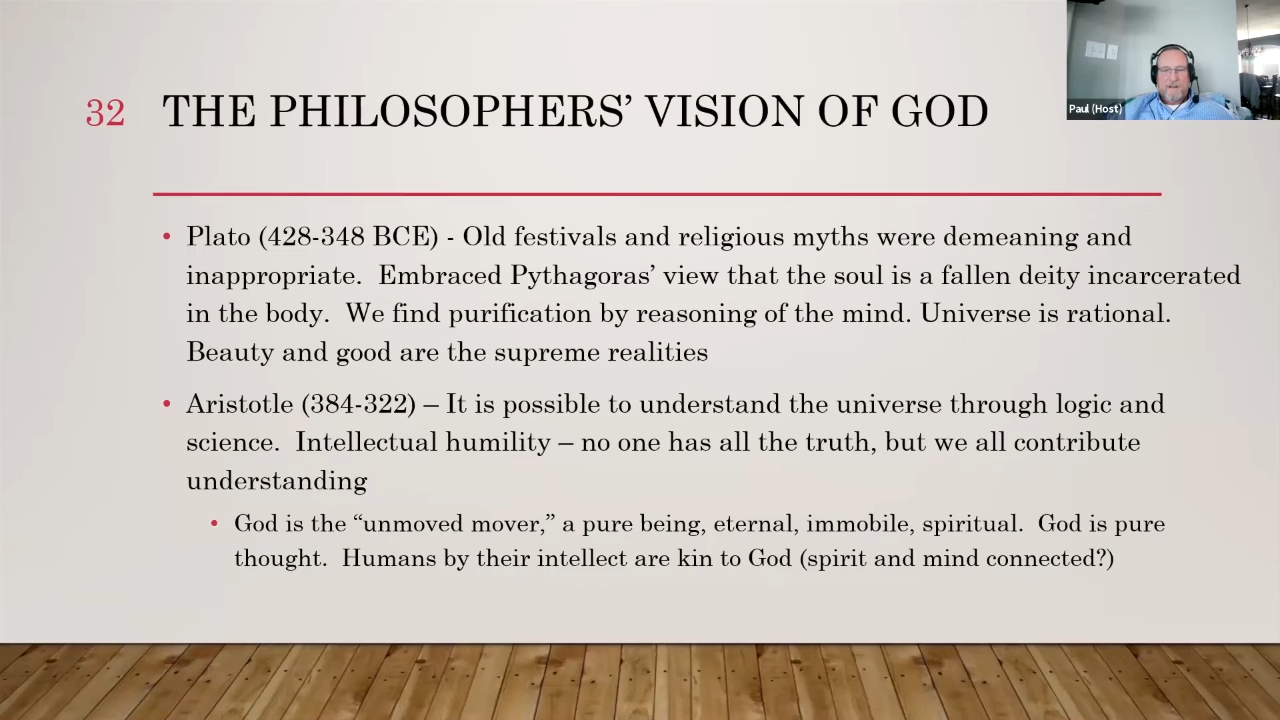 32 THE PHILOSOPHERS’ VISION OF GOD
Paul (Host)
• Plato (428-348 BCE) - Old festivals and religious myths were demeaning and
inappropriate.  Embraced Pythagoras’ view that the soul is a fallen deity incarcerated
in the body.  We find purification by reasoning of the mind. Universe is rational.
Beauty and good are the supreme realities
• Aristotle (384-322) – It is possible to understand the universe through logic and
science.  Intellectual humility – no one has all the truth, but we all contribute
understanding
• God is the “unmoved mover,” a pure being, eternal, immobile, spiritual.  God is pure
thought.  Humans by their intellect are kin to God (spirit and mind connected?)